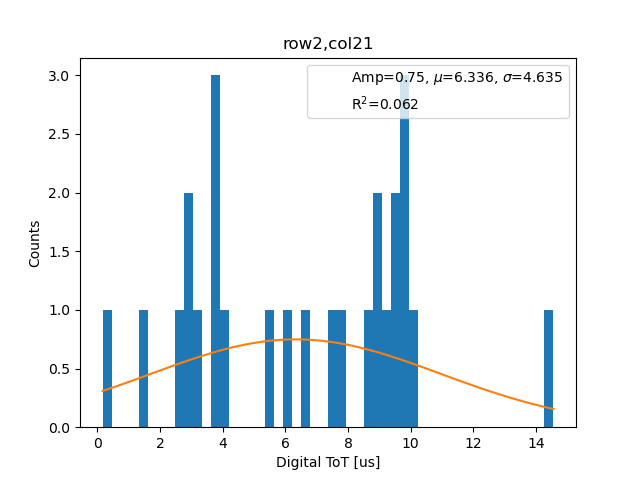 row2,col21
Amp=0.75, μ=6.336, σ=4.635
R²=0.062
3.0
2.5
2.0
1.5
1.0
0.5
0.0
Counts
0 2 4 6 8 10 12 14
Digital ToT [us]